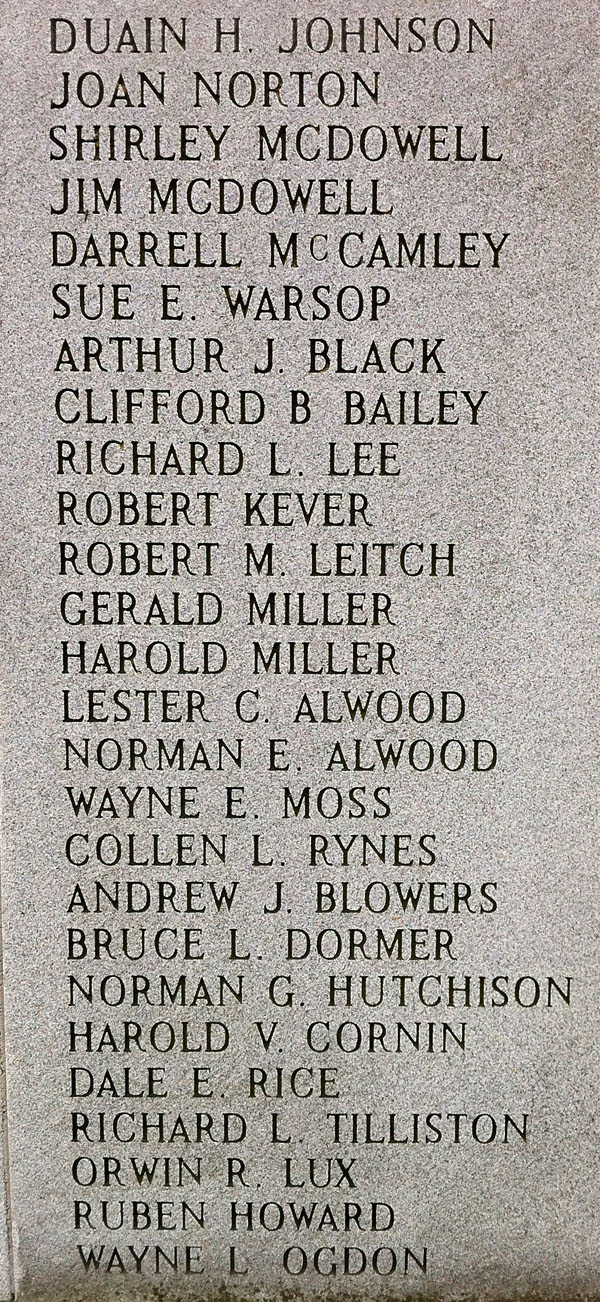 DUAIN H. JOHNSON
JOAN NORTON
SHIRLEY MCDOWELL
JIM MCDOWELL
DARRELL MCCAMLEY
SUE E. WARSOP
ARTHUR J. BLACK
CLIFFORD B BAILEY
RICHARD L. LEE
ROBERT KEVER
ROBERT M. LEITCH
GERALD MILLER
HAROLD MILLER
LESTER C. ALWOOD
NORMAN E. ALWOOD
WAYNE E. MOSS
COLLEN L. RYNES
ANDREW J. BLOWERS
BRUCE L. DORMER
NORMAN G. HUTCHISON
HAROLD V. CORNIN
DALE E. RICE
RICHARD L. TILLISTON
ORWIN R. LUX
RUBEN HOWARD
WAYNE L OGDON